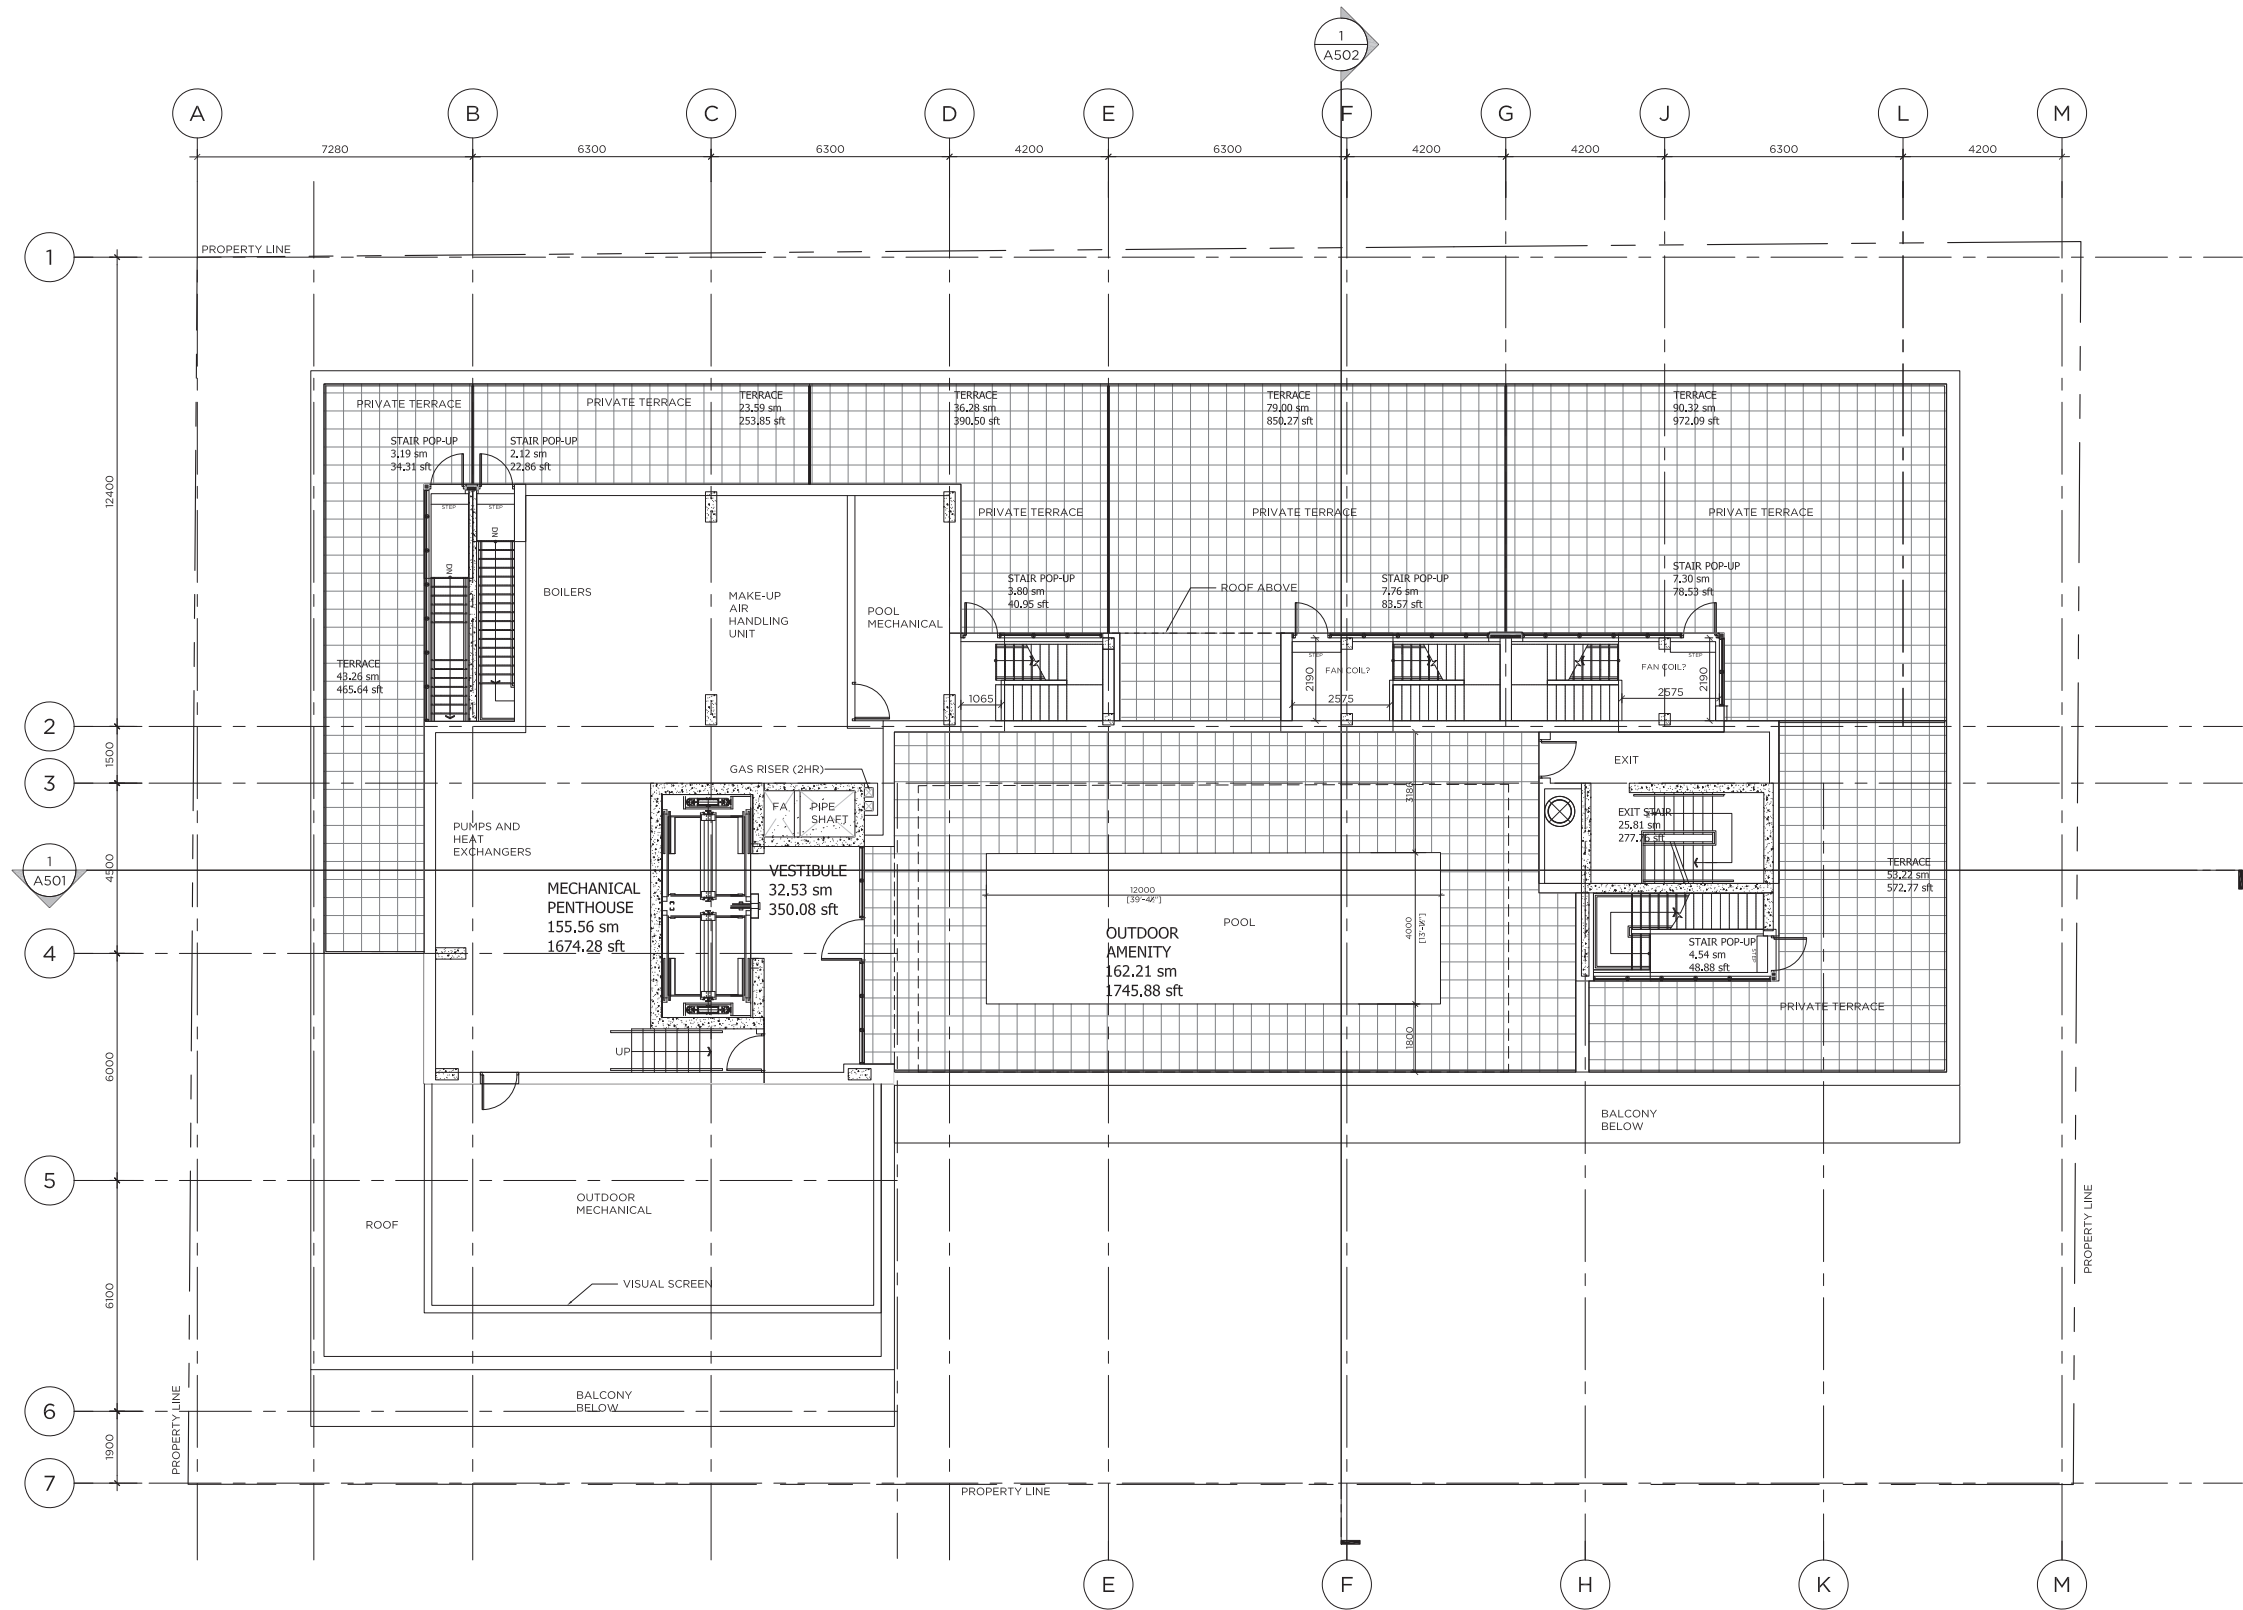 1
A502
A
B
C
D
E
F
G
J
L
M
7280
6300
6300
4200
6300
4200
4200
6300
4200
1
PROPERTY LINE
PRIVATE TERRACE
PRIVATE TERRACE
TERRACE
23.59 sm
253.85 sft
TERRACE
36.28 sm
390.50 sft
TERRACE
79.00 sm
850.27 sft
TERRACE
90.32 sm
972.09 sft
STAIR POP-UP
3.19 sm
34.31 sft
STAIR POP-UP
2.12 sm
22.86 sft
12400
STEP
STEP
DN
DN
PRIVATE TERRACE
PRIVATE TERRACE
PRIVATE TERRACE
BOILERS
MAKE-UP
AIR
HANDLING
UNIT
POOL
MECHANICAL
STAIR POP-UP
3.80 sm
40.95 sft
ROOF ABOVE
STAIR POP-UP
7.76 sm
83.57 sft
STAIR POP-UP
7.30 sm
78.53 sft
TERRACE
43.26 sm
465.64 sft
STEP
FAN COIL?
FAN COIL?
STEP
2190
2190
1065
2575
2575
2
1500
3
GAS RISER (2HR)
F.A.
PIPE
SHAFT
3180
EXIT
EXIT STAIR
25.81 sm
277.76 sft
PUMPS AND
HEAT
EXCHANGERS
4500
1
A501
VESTIBULE
32.53 sm
350.08 sft
MECHANICAL
PENTHOUSE
155.56 sm
1674.28 sft
12000
POOL
4000
OUTDOOR
AMENITY
162.21 sm
1745.88 sft
TERRACE
53.22 sm
572.77 sft
STAIR POP-UP
4.54 sm
48.88 sft
STEP
4
PRIVATE TERRACE
1800
UP
6000
BALCONY
BELOW
5
OUTDOOR
MECHANICAL
ROOF
PROPERTY LINE
VISUAL SCREEN
6100
BALCONY
BELOW
6
PROPERTY LINE
1900
7
PROPERTY LINE
E
F
H
K
M